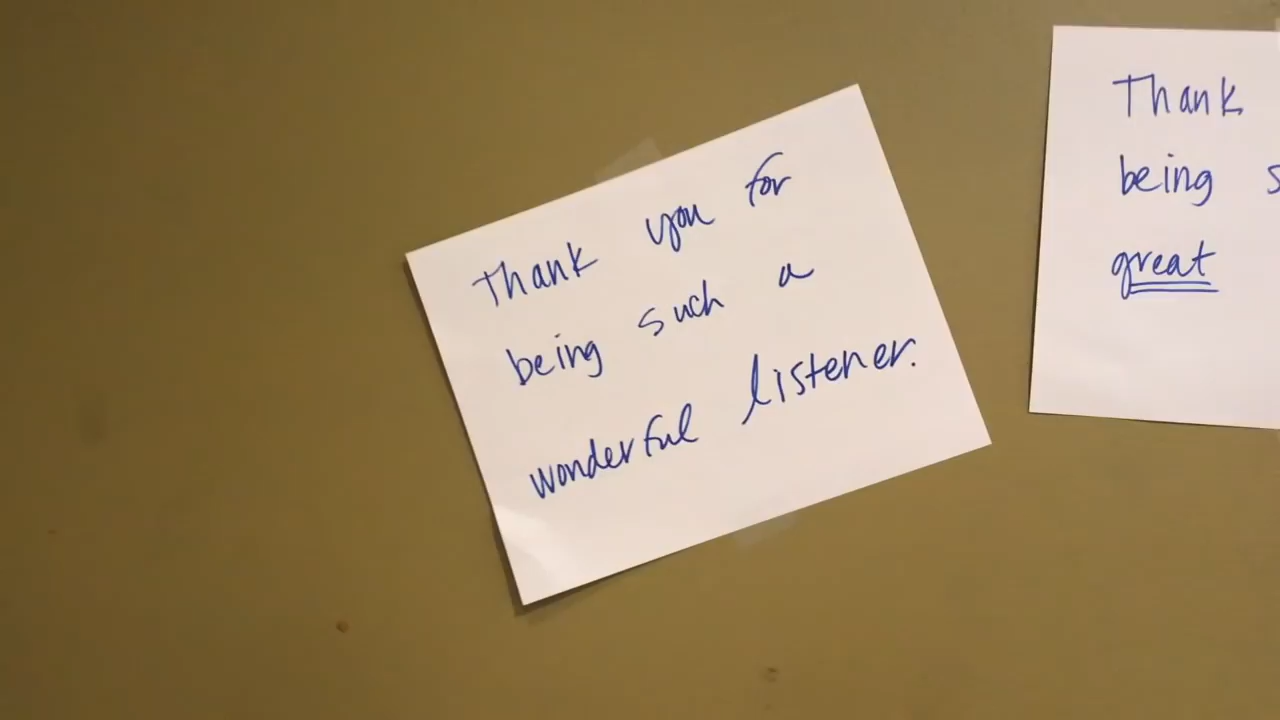 Thank you for
being such a
wonderful listener.
Thank
being
great